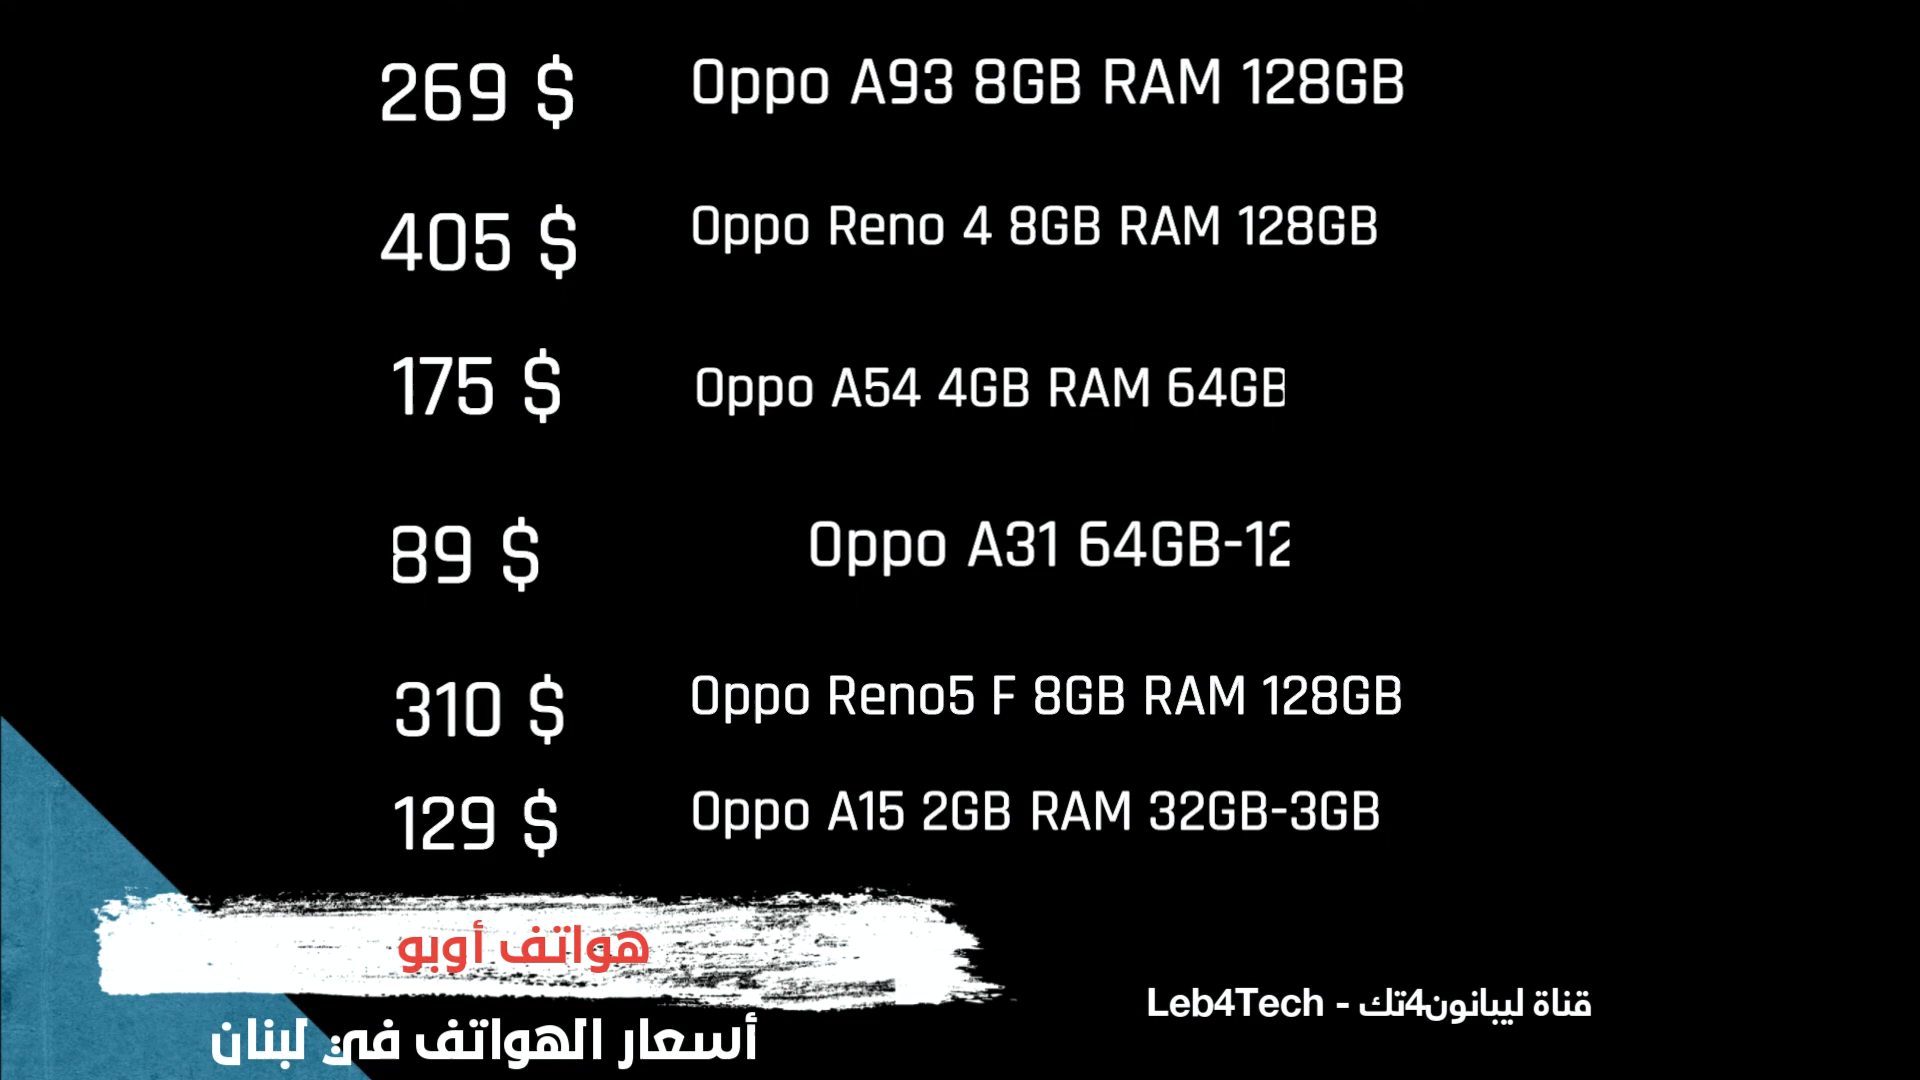 269 $ Oppo A93 8GB RAM 128GB
405 $ Oppo Reno 4 8GB RAM 128GB
175 $ Oppo A54 4GB RAM 64GB
89 $ Oppo A31 64GB-12
310 $ Oppo Reno5 F 8GB RAM 128GB
129 $ Oppo A15 2GB RAM 32GB-3GB
هواتف أوبو
أسعار الهواتف في لبنان
قناة ليبانون4تك - Leb4Tech